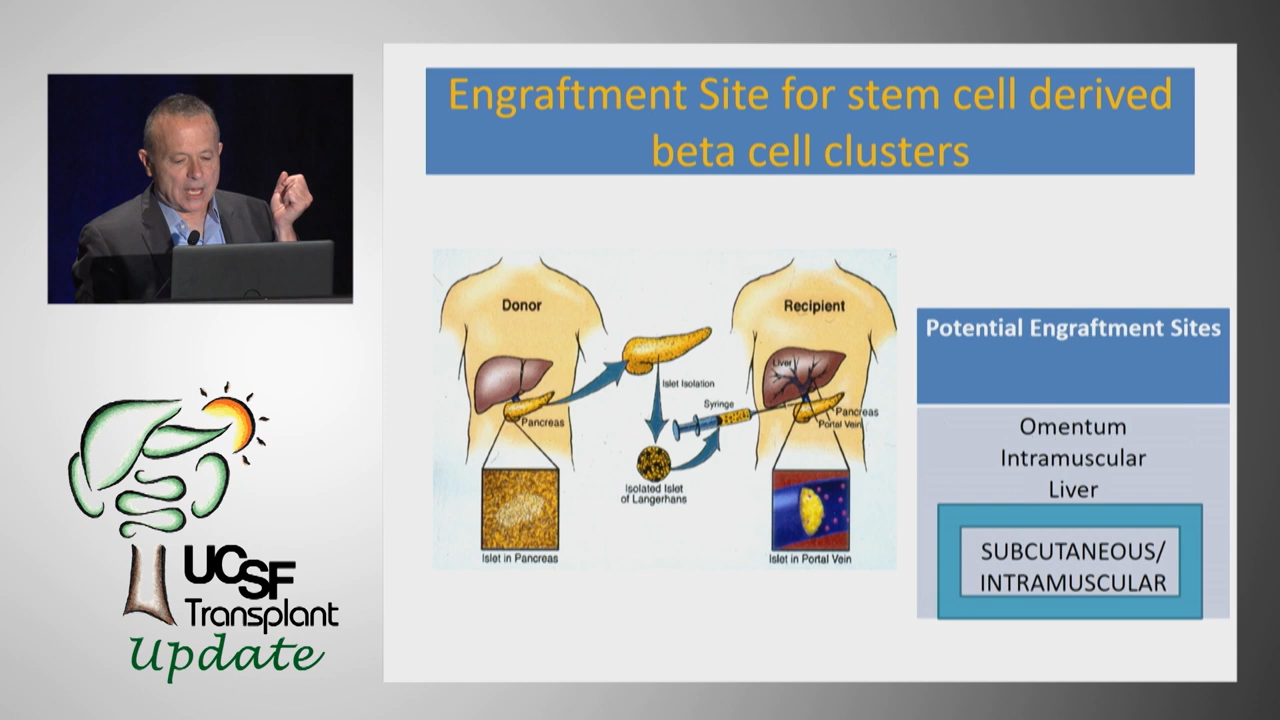 Engraftment Site for stem cell derived
beta cell clusters
Donor
Recipient
Liver
Islet Isolation
Syringe
Pancreas
Pancreas
Portal Vein
Isolated Islet
of Langerhans
Islet in Pancreas
Islet in Portal Vein
Potential Engraftment Sites
Omentum
Intramuscular
Liver
SUBCUTANEOUS/
INTRAMUSCULAR
UCSF
Transplant
Update